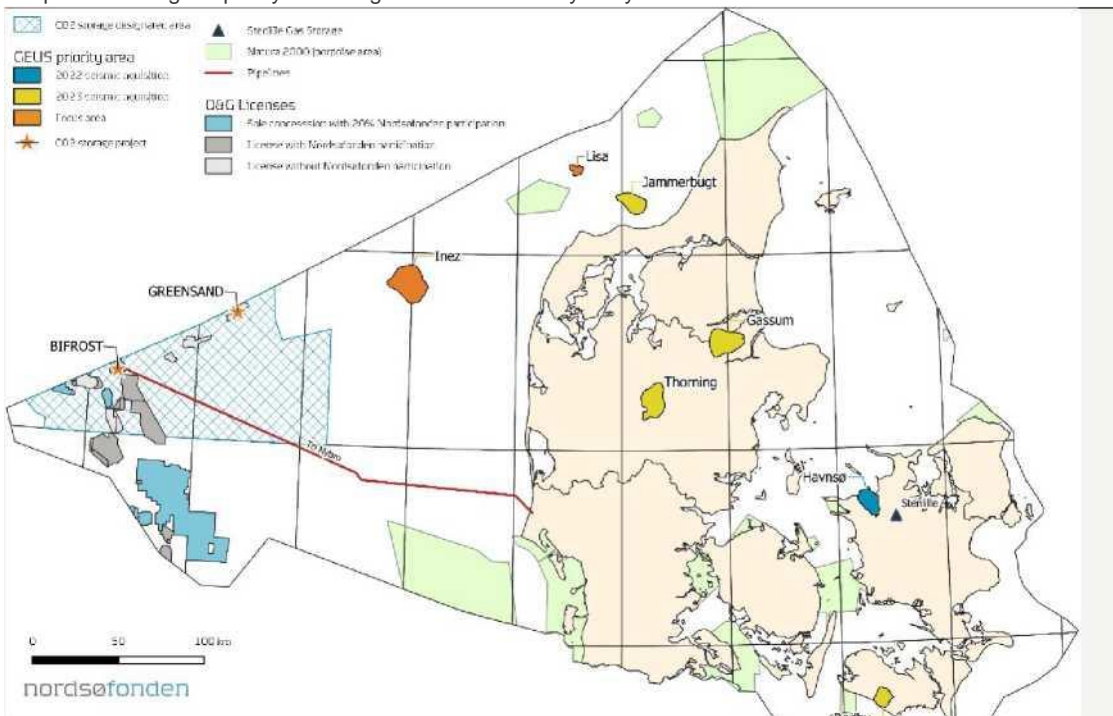 CO2 storage designated area
GEUS priority area
2022 seismic aquisition
2023 seismic aquisition
Focus area
CO2 storage project
Stenlille Gas Storage
Natura 2000 (porpoise area)
Pipelines
O&G Licenses
Sole concession with 20% Nordsøfonden participation
License with Nordsøfonden participation
License without Nordsøfonden participation
Lisa
Jammerbugt
Inez
GREENSAND
BIFROST
Gassum
Thorning
To Nybro
Havnsø
Stenlille
0 50 100 km
nordsøfonden